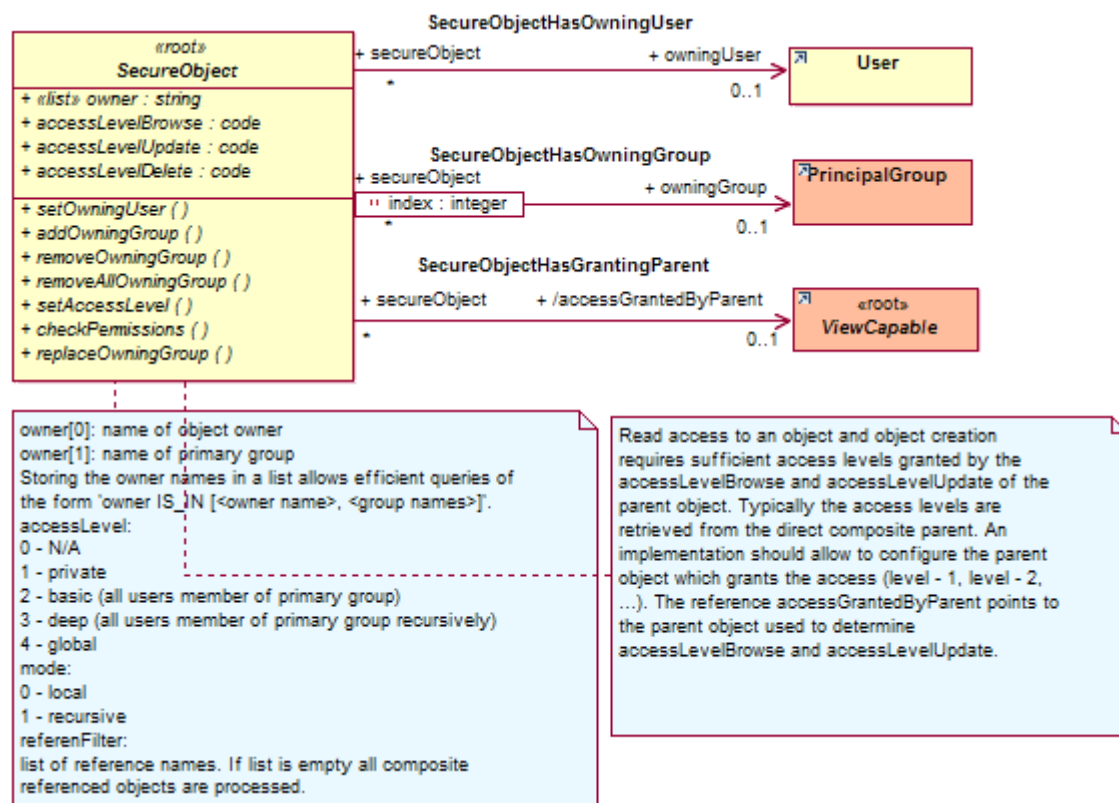 SecureObjectHasOwningUser
«root»
SecureObject
+ «list» owner : string
+ accessLevelBrowse : code
+ accessLevelUpdate : code
+ accessLevelDelete : code
+ setOwningUser ( )
+ addOwningGroup ( )
+ removeOwningGroup ( )
+ removeAllOwningGroup ( )
+ setAccessLevel ( )
+ checkPermissions ( )
+ replaceOwningGroup ( )
+ secureObject
+ owningUser
*
0..1
User
SecureObjectHasOwningGroup
+ secureObject
+ owningGroup
index : integer
*
0..1
PrincipalGroup
SecureObjectHasGrantingParent
+ secureObject
+ /accessGrantedByParent
*
0..1
«root»
ViewCapable
owner[0]: name of object owner
owner[1]: name of primary group
Storing the owner names in a list allows efficient queries of
the form 'owner IS_IN [<owner name>, <group names>]'.
accessLevel:
0 - N/A
1 - private
2 - basic (all users member of primary group)
3 - deep (all users member of primary group recursively)
4 - global
mode:
0 - local
1 - recursive
referenFilter:
list of reference names. If list is empty all composite
referenced objects are processed.
Read access to an object and object creation
requires sufficient access levels granted by the
accessLevelBrowse and accessLevelUpdate of the
parent object. Typically the access levels are
retrieved from the direct composite parent. An
implementation should allow to configure the parent
object which grants the access (level - 1, level - 2,
...). The reference accessGrantedByParent points to
the parent object used to determine
accessLevelBrowse and accessLevelUpdate.